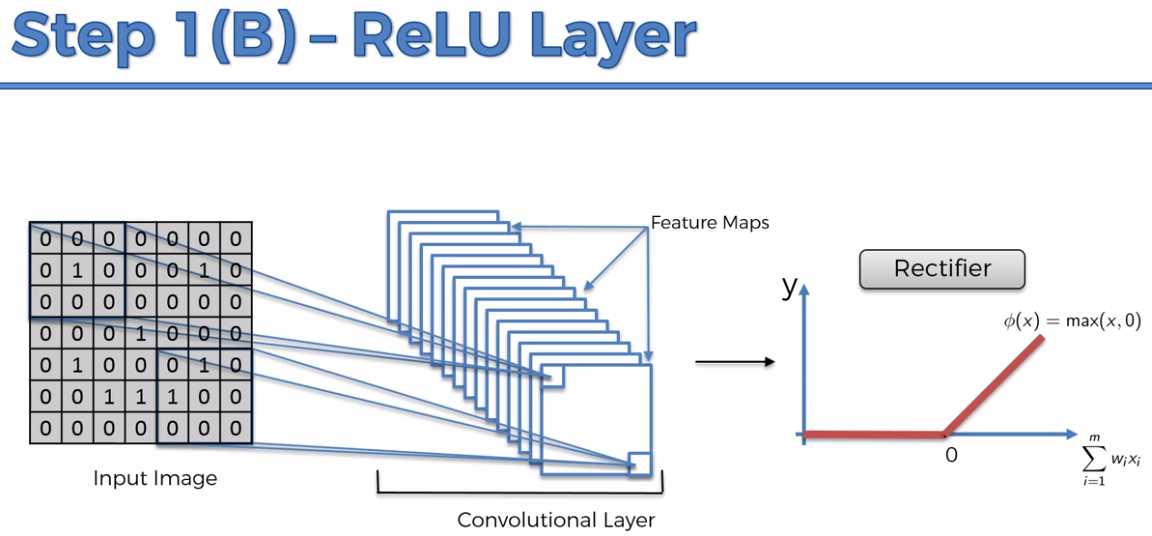 Step 1(B) – ReLU Layer
Feature Maps
0 0 0 0 0 0 0
0 1 0 0 0 1 0
0 0 0 0 0 0 0
0 0 0 1 0 0 0
0 1 0 0 0 1 0
0 0 1 1 1 0 0
0 0 0 0 0 0 0
Input Image
Convolutional Layer
Rectifier
y
ϕ(x) = max(x, 0)
0
m
∑ wᵢxᵢ
i=1